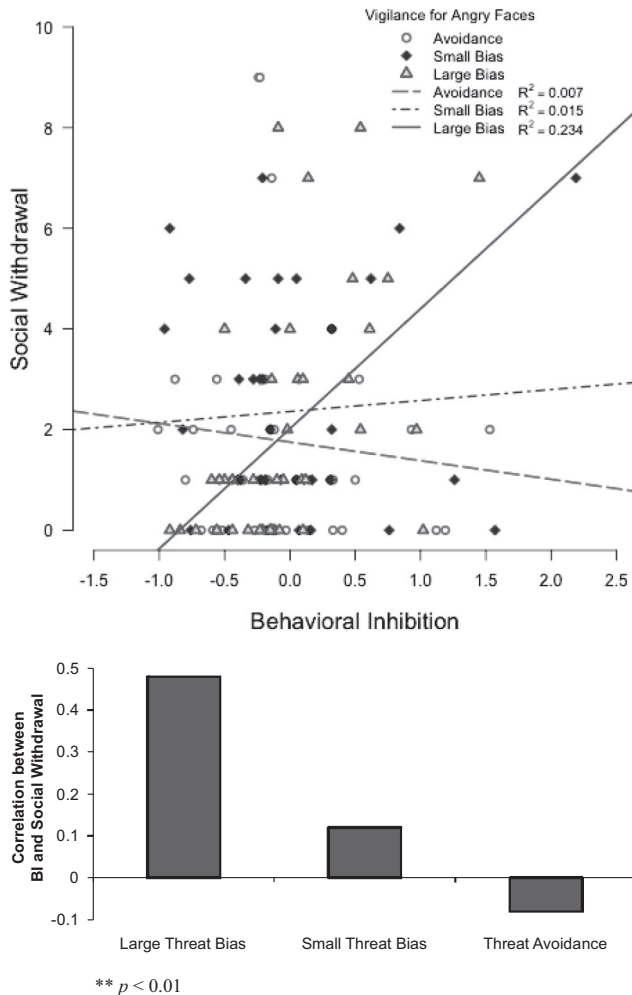 Vigilance for Angry Faces
Avoidance
Small Bias
Large Bias
Avoidance R² = 0.007
Small Bias R² = 0.015
Large Bias R² = 0.234
10
8
6
4
2
0
Social Withdrawal
-1.5 -1.0 -0.5 0.0 0.5 1.0 1.5 2.0 2.5
Behavioral Inhibition
0.5
0.4
0.3
0.2
0.1
0
-0.1
Correlation between
BI and Social Withdrawal
Large Threat Bias Small Threat Bias Threat Avoidance
** p < 0.01